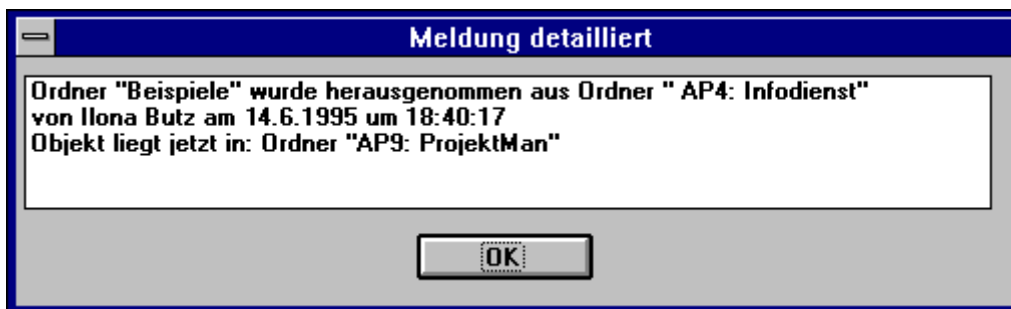 Meldung detailliert
Ordner "Beispiele" wurde herausgenommen aus Ordner " AP4: Infodienst"
von Ilona Butz am 14.6.1995 um 18:40:17
Objekt liegt jetzt in: Ordner "AP9: ProjektMan"
OK